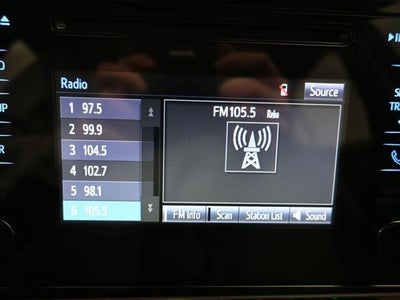 Radio
Source
1 97.5
2 99.9
3 104.5
4 102.7
5 98.1
6 105.5
FM105.5
FM Info
Scan
Station List
Sound